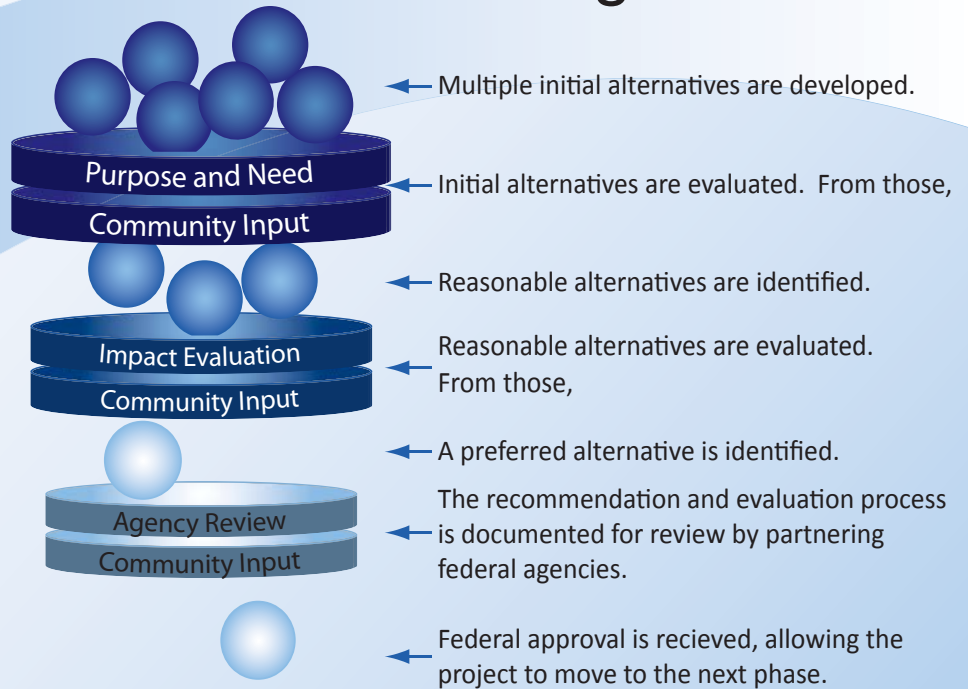 Multiple initial alternatives are developed.
Purpose and Need
Initial alternatives are evaluated. From those,
Community Input
Reasonable alternatives are identified.
Impact Evaluation
Reasonable alternatives are evaluated.
From those,
Community Input
A preferred alternative is identified.
Agency Review
The recommendation and evaluation process
is documented for review by partnering
federal agencies.
Community Input
Federal approval is recieved, allowing the
project to move to the next phase.